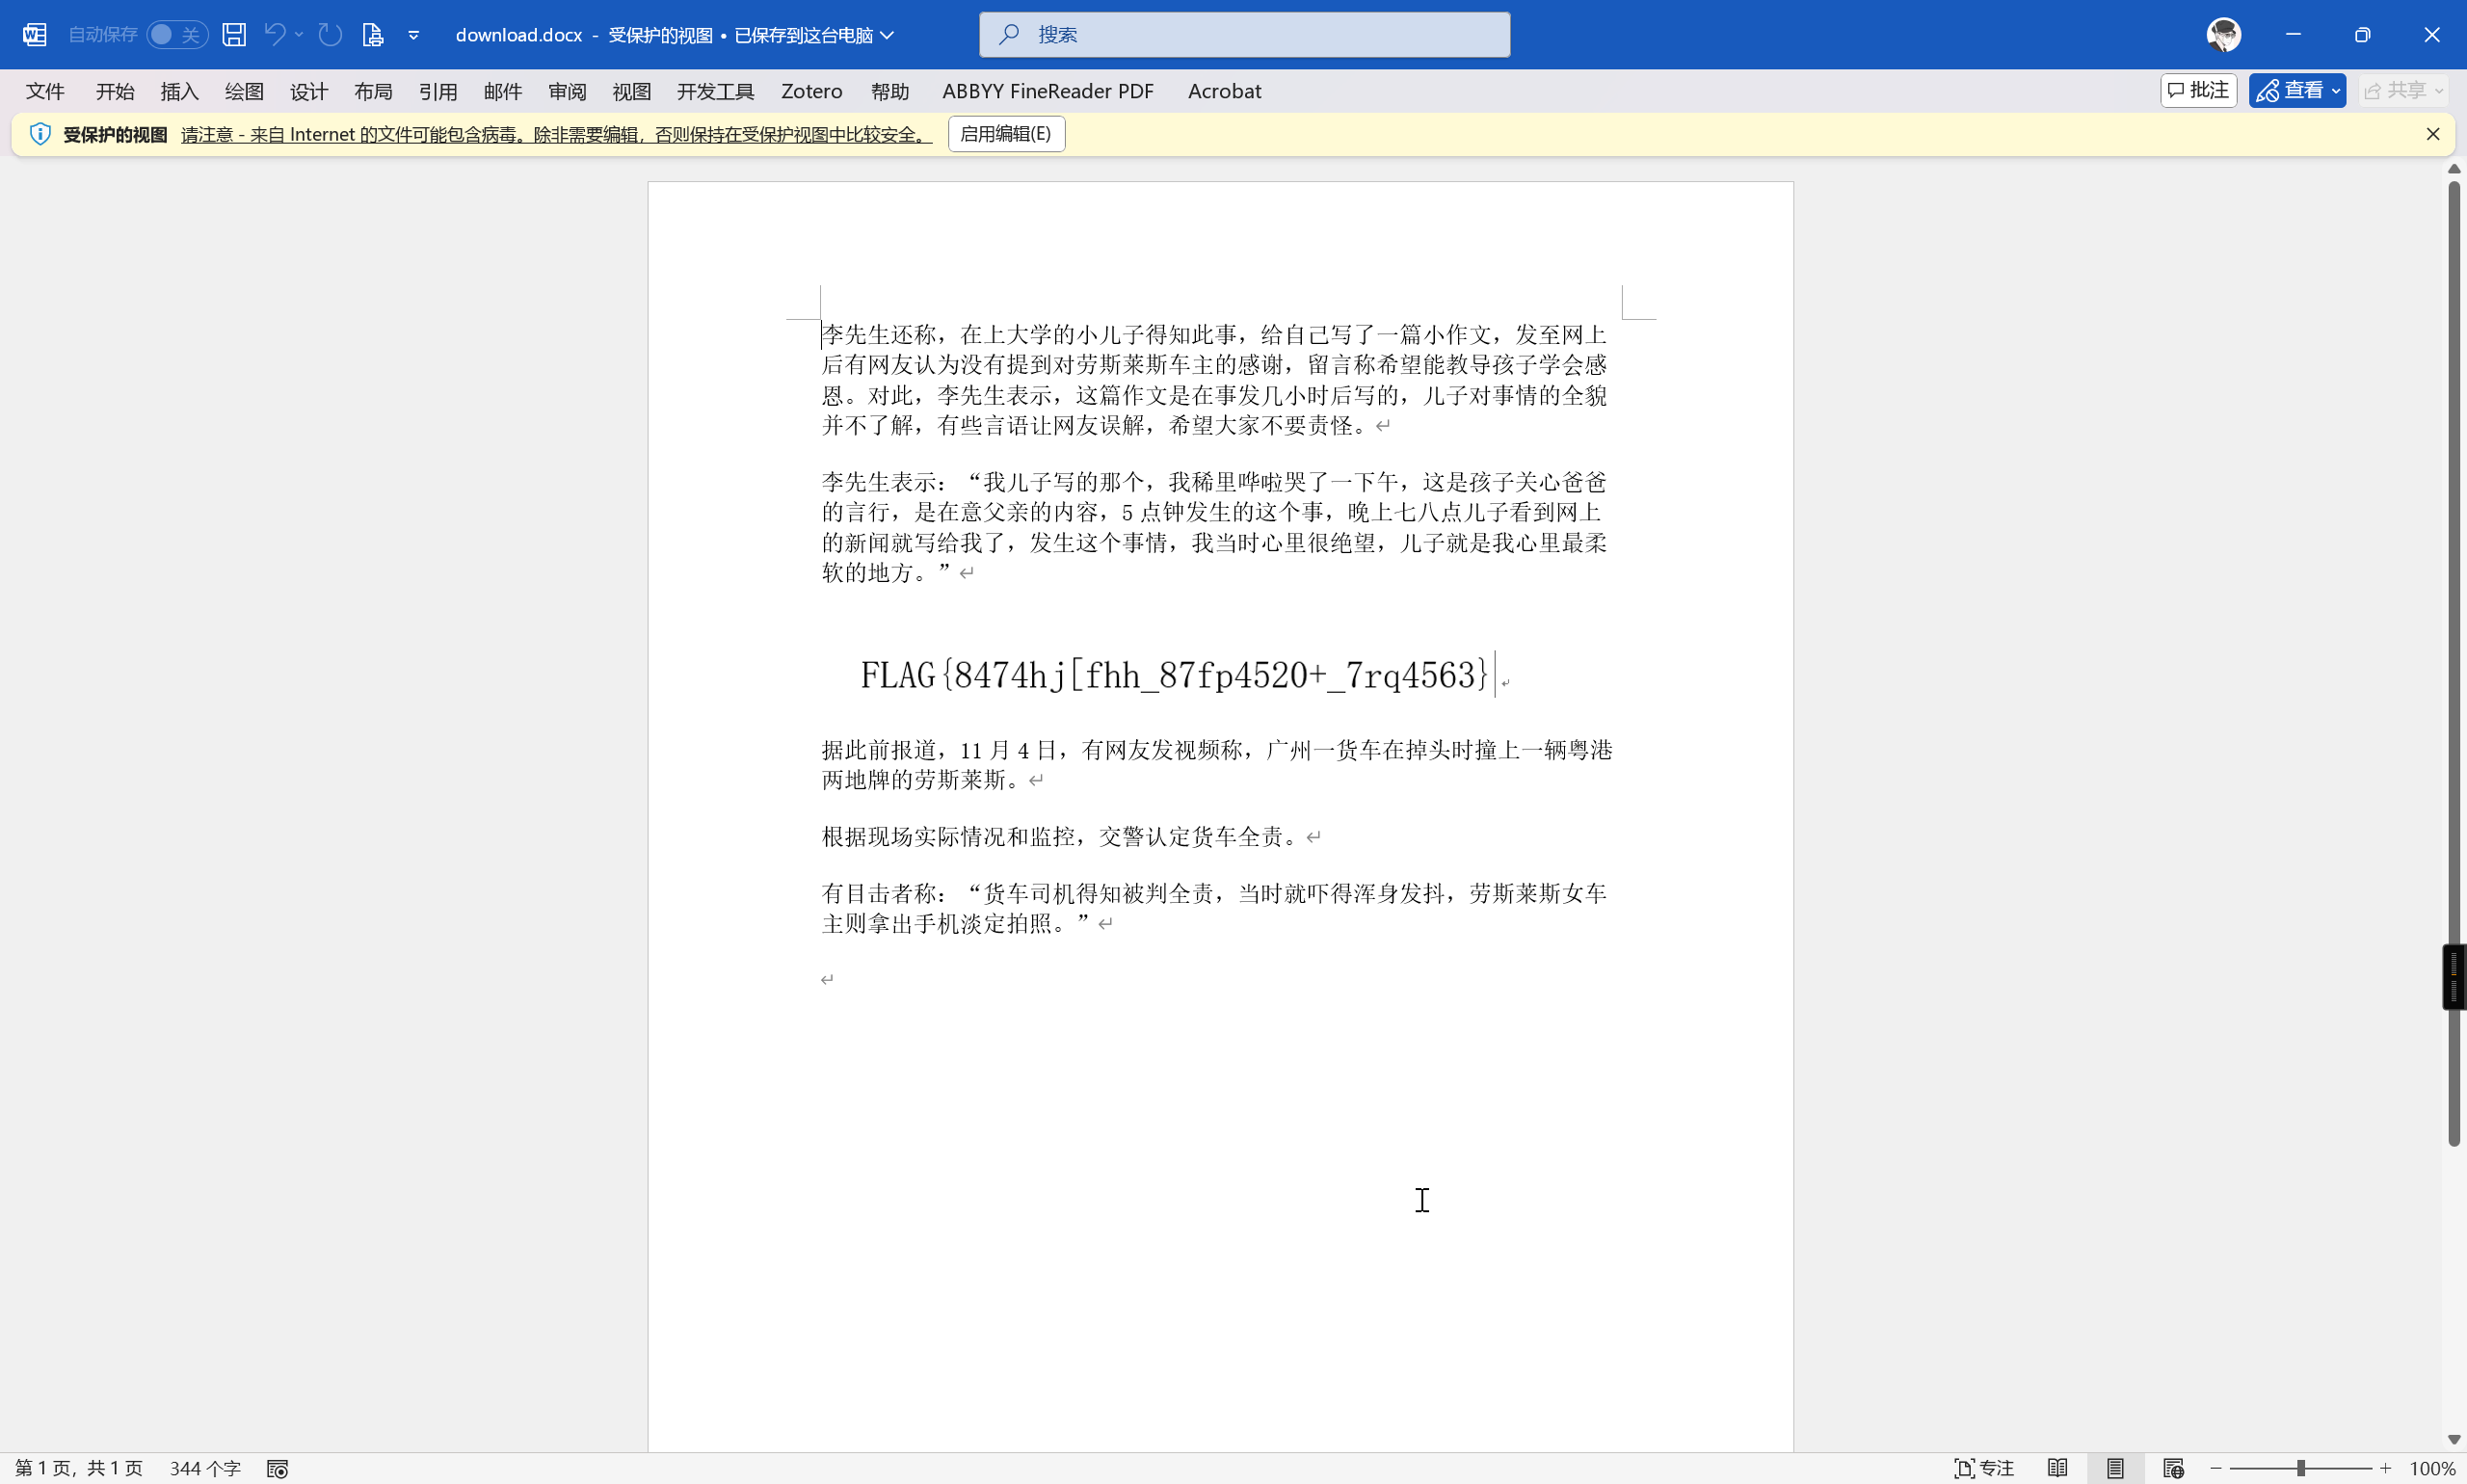 自动保存 关 download.docx - 受保护的视图 • 已保存到这台电脑 搜索
文件 开始 插入 绘图 设计 布局 引用 邮件 审阅 视图 开发工具 Zotero 帮助 ABBYY FineReader PDF Acrobat 批注 查看 共享
受保护的视图 请注意 - 来自 Internet 的文件可能包含病毒。除非需要编辑，否则保持在受保护视图中比较安全。 启用编辑(E)
李先生还称，在上大学的小儿子得知此事，给自己写了一篇小作文，发至网上
后有网友认为没有提到对劳斯莱斯车主的感谢，留言称希望能教导孩子学会感
恩。对此，李先生表示，这篇作文是在事发几小时后写的，儿子对事情的全貌
并不了解，有些言语让网友误解，希望大家不要责怪。
李先生表示：“我儿子写的那个，我稀里哗啦哭了一下午，这是孩子关心爸爸
的言行，是在意父亲的内容，5 点钟发生的这个事，晚上七八点儿子看到网上
的新闻就写给我了，发生这个事情，我当时心里很绝望，儿子就是我心里最柔
软的地方。”
FLAG{8474hj[fhh_87fp4520+_7rq4563}
据此前报道，11 月 4 日，有网友发视频称，广州一货车在掉头时撞上一辆粤港
两地牌的劳斯莱斯。
根据现场实际情况和监控，交警认定货车全责。
有目击者称：“货车司机得知被判全责，当时就吓得浑身发抖，劳斯莱斯女车
主则拿出手机淡定拍照。”
第 1 页，共 1 页 344 个字 专注 100%